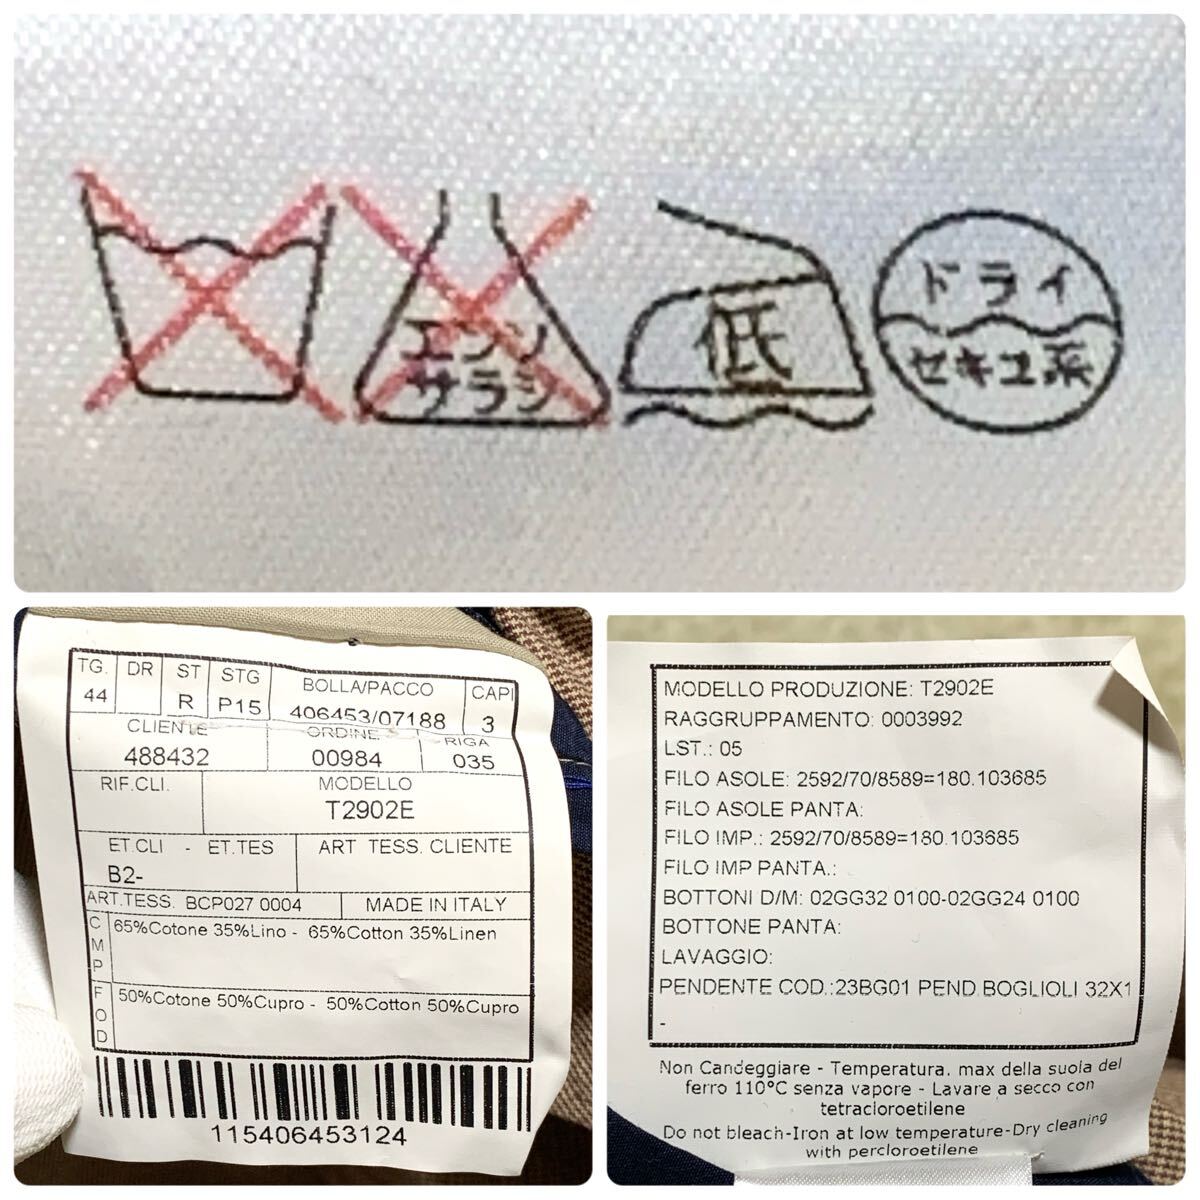 エンソ
サラシ
低
ドライ
セキユ系
TG. DR ST STG BOLLA/PACCO CAPI
44 R P15 406453/07188 3
CLIENTE ORDINE RIGA
488432 00984 035
RIF.CLI. MODELLO
T2902E
ET.CLI - ET.TES ART TESS. CLIENTE
B2-
ART.TESS. BCP027 0004 MADE IN ITALY
CMP 65%Cotone 35%Lino - 65%Cotton 35%Linen
FOD 50%Cotone 50%Cupro - 50%Cotton 50%Cupro
115406453124
MODELLO PRODUZIONE: T2902E
RAGGRUPPAMENTO: 0003992
LST.: 05
FILO ASOLE: 2592/70/8589=180.103685
FILO ASOLE PANTA:
FILO IMP.: 2592/70/8589=180.103685
FILO IMP PANTA.:
BOTTONI D/M: 02GG32 0100-02GG24 0100
BOTTONE PANTA:
LAVAGGIO:
PENDENTE COD.:23BG01 PEND.BOGLIOLI 32X1
-
Non Candeggiare - Temperatura. max della suola del
ferro 110°C senza vapore - Lavare a secco con
tetracloroetilene
Do not bleach-Iron at low temperature-Dry cleaning
with percloroetilene